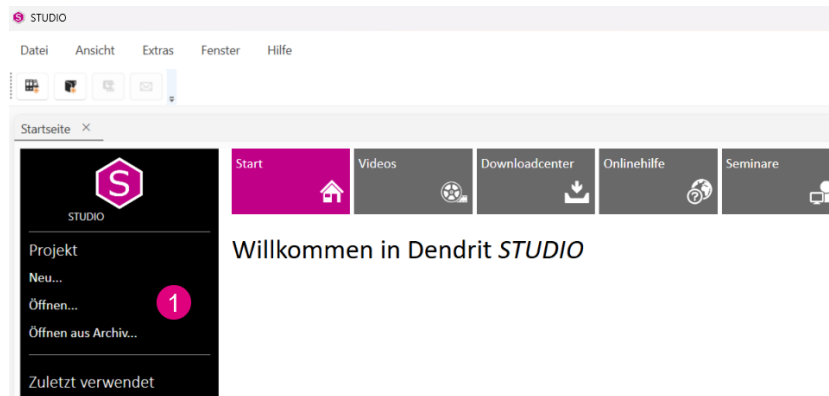 STUDIO
Datei Ansicht Extras Fenster Hilfe
Startseite
S
STUDIO
Start Videos Downloadcenter Onlinehilfe Seminare
Willkommen in Dendrit STUDIO
Projekt
Neu...
Öffnen...
1
Öffnen aus Archiv...
Zuletzt verwendet